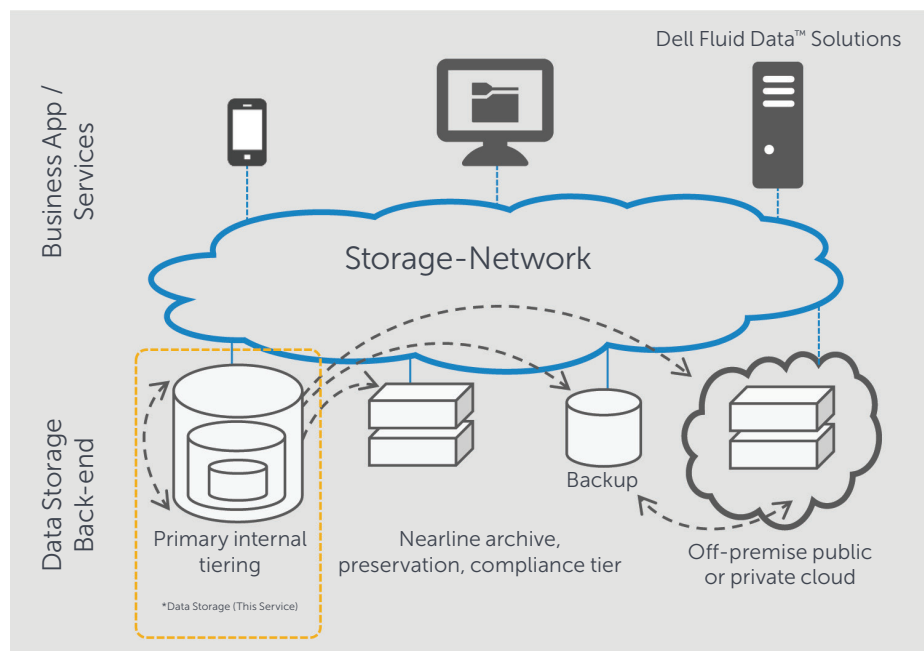 Dell Fluid Data™ Solutions
Business App /
Services
Storage-Network
Data Storage
Back-end
Primary internal
tiering
*Data Storage (This Service)
Nearline archive,
preservation, compliance tier
Backup
Off-premise public
or private cloud